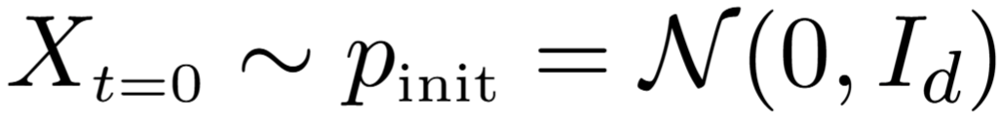 X_{t=0} ∼ p_{init} = 𝒩(0, I_d)